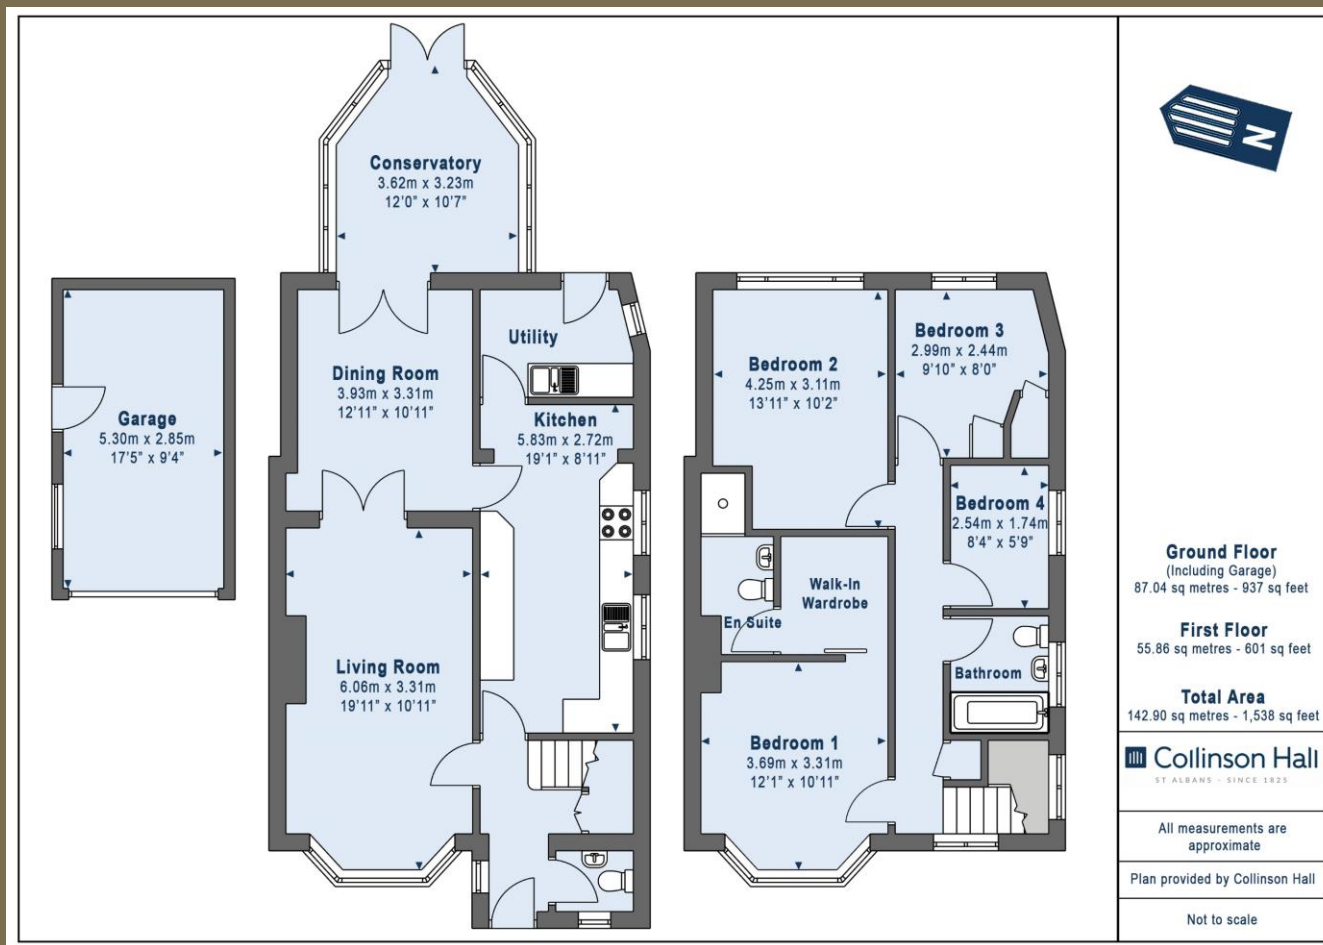 Conservatory
3.62m x 3.23m
12'0" x 10'7"
Garage
5.30m x 2.85m
17'5" x 9'4"
Dining Room
3.93m x 3.31m
12'11" x 10'11"
Utility
Kitchen
5.83m x 2.72m
19'1" x 8'11"
Living Room
6.06m x 3.31m
19'11" x 10'11"
Bedroom 2
4.25m x 3.11m
13'11" x 10'2"
Bedroom 3
2.99m x 2.44m
9'10" x 8'0"
Bedroom 4
2.54m x 1.74m
8'4" x 5'9"
Walk-In
Wardrobe
En Suite
Bathroom
Bedroom 1
3.69m x 3.31m
12'1" x 10'11"
N
Ground Floor
(Including Garage)
87.04 sq metres - 937 sq feet
First Floor
55.86 sq metres - 601 sq feet
Total Area
142.90 sq metres - 1,538 sq feet
Collinson Hall
ST ALBANS - SINCE 1825
All measurements are
approximate
Plan provided by Collinson Hall
Not to scale